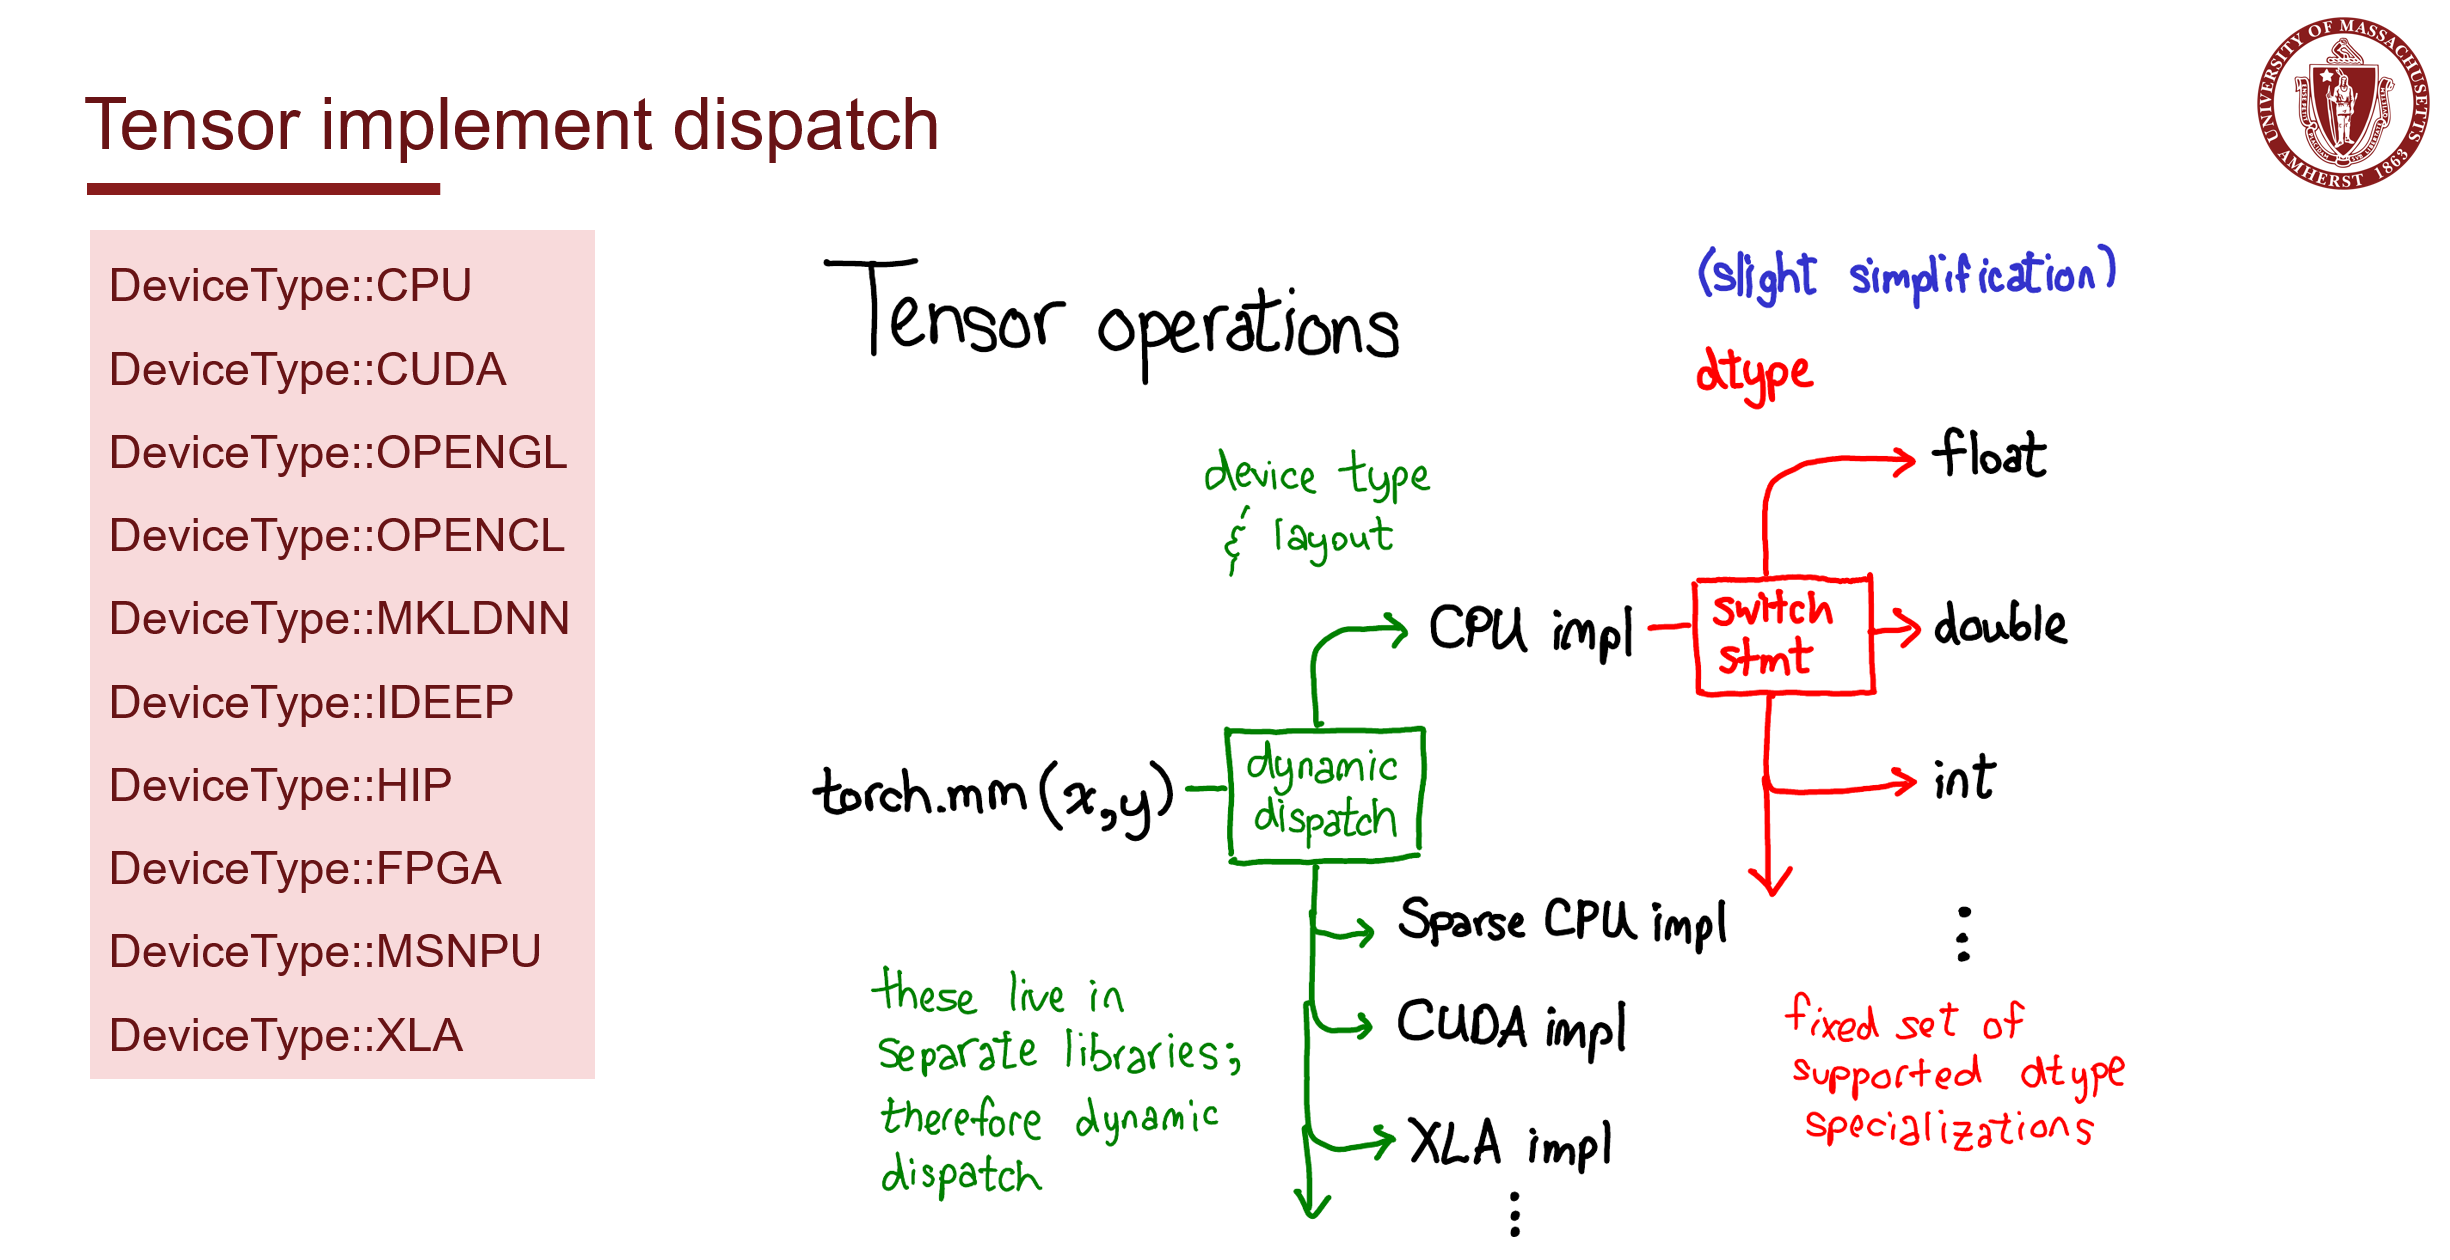 Tensor implement dispatch
UNIVERSITY OF MASSACHUSETTS
AMHERST 1863
DeviceType::CPU
DeviceType::CUDA
DeviceType::OPENGL
DeviceType::OPENCL
DeviceType::MKLDNN
DeviceType::IDEEP
DeviceType::HIP
DeviceType::FPGA
DeviceType::MSNPU
DeviceType::XLA
Tensor operations
(slight simplification)
dtype
device type
& layout
float
CPU impl
switch
stmt
double
torch.mm(x,y)
dynamic
dispatch
int
Sparse CPU impl
CUDA impl
XLA impl
⋮
⋮
these live in
separate libraries;
therefore dynamic
dispatch
fixed set of
supported dtype
specializations